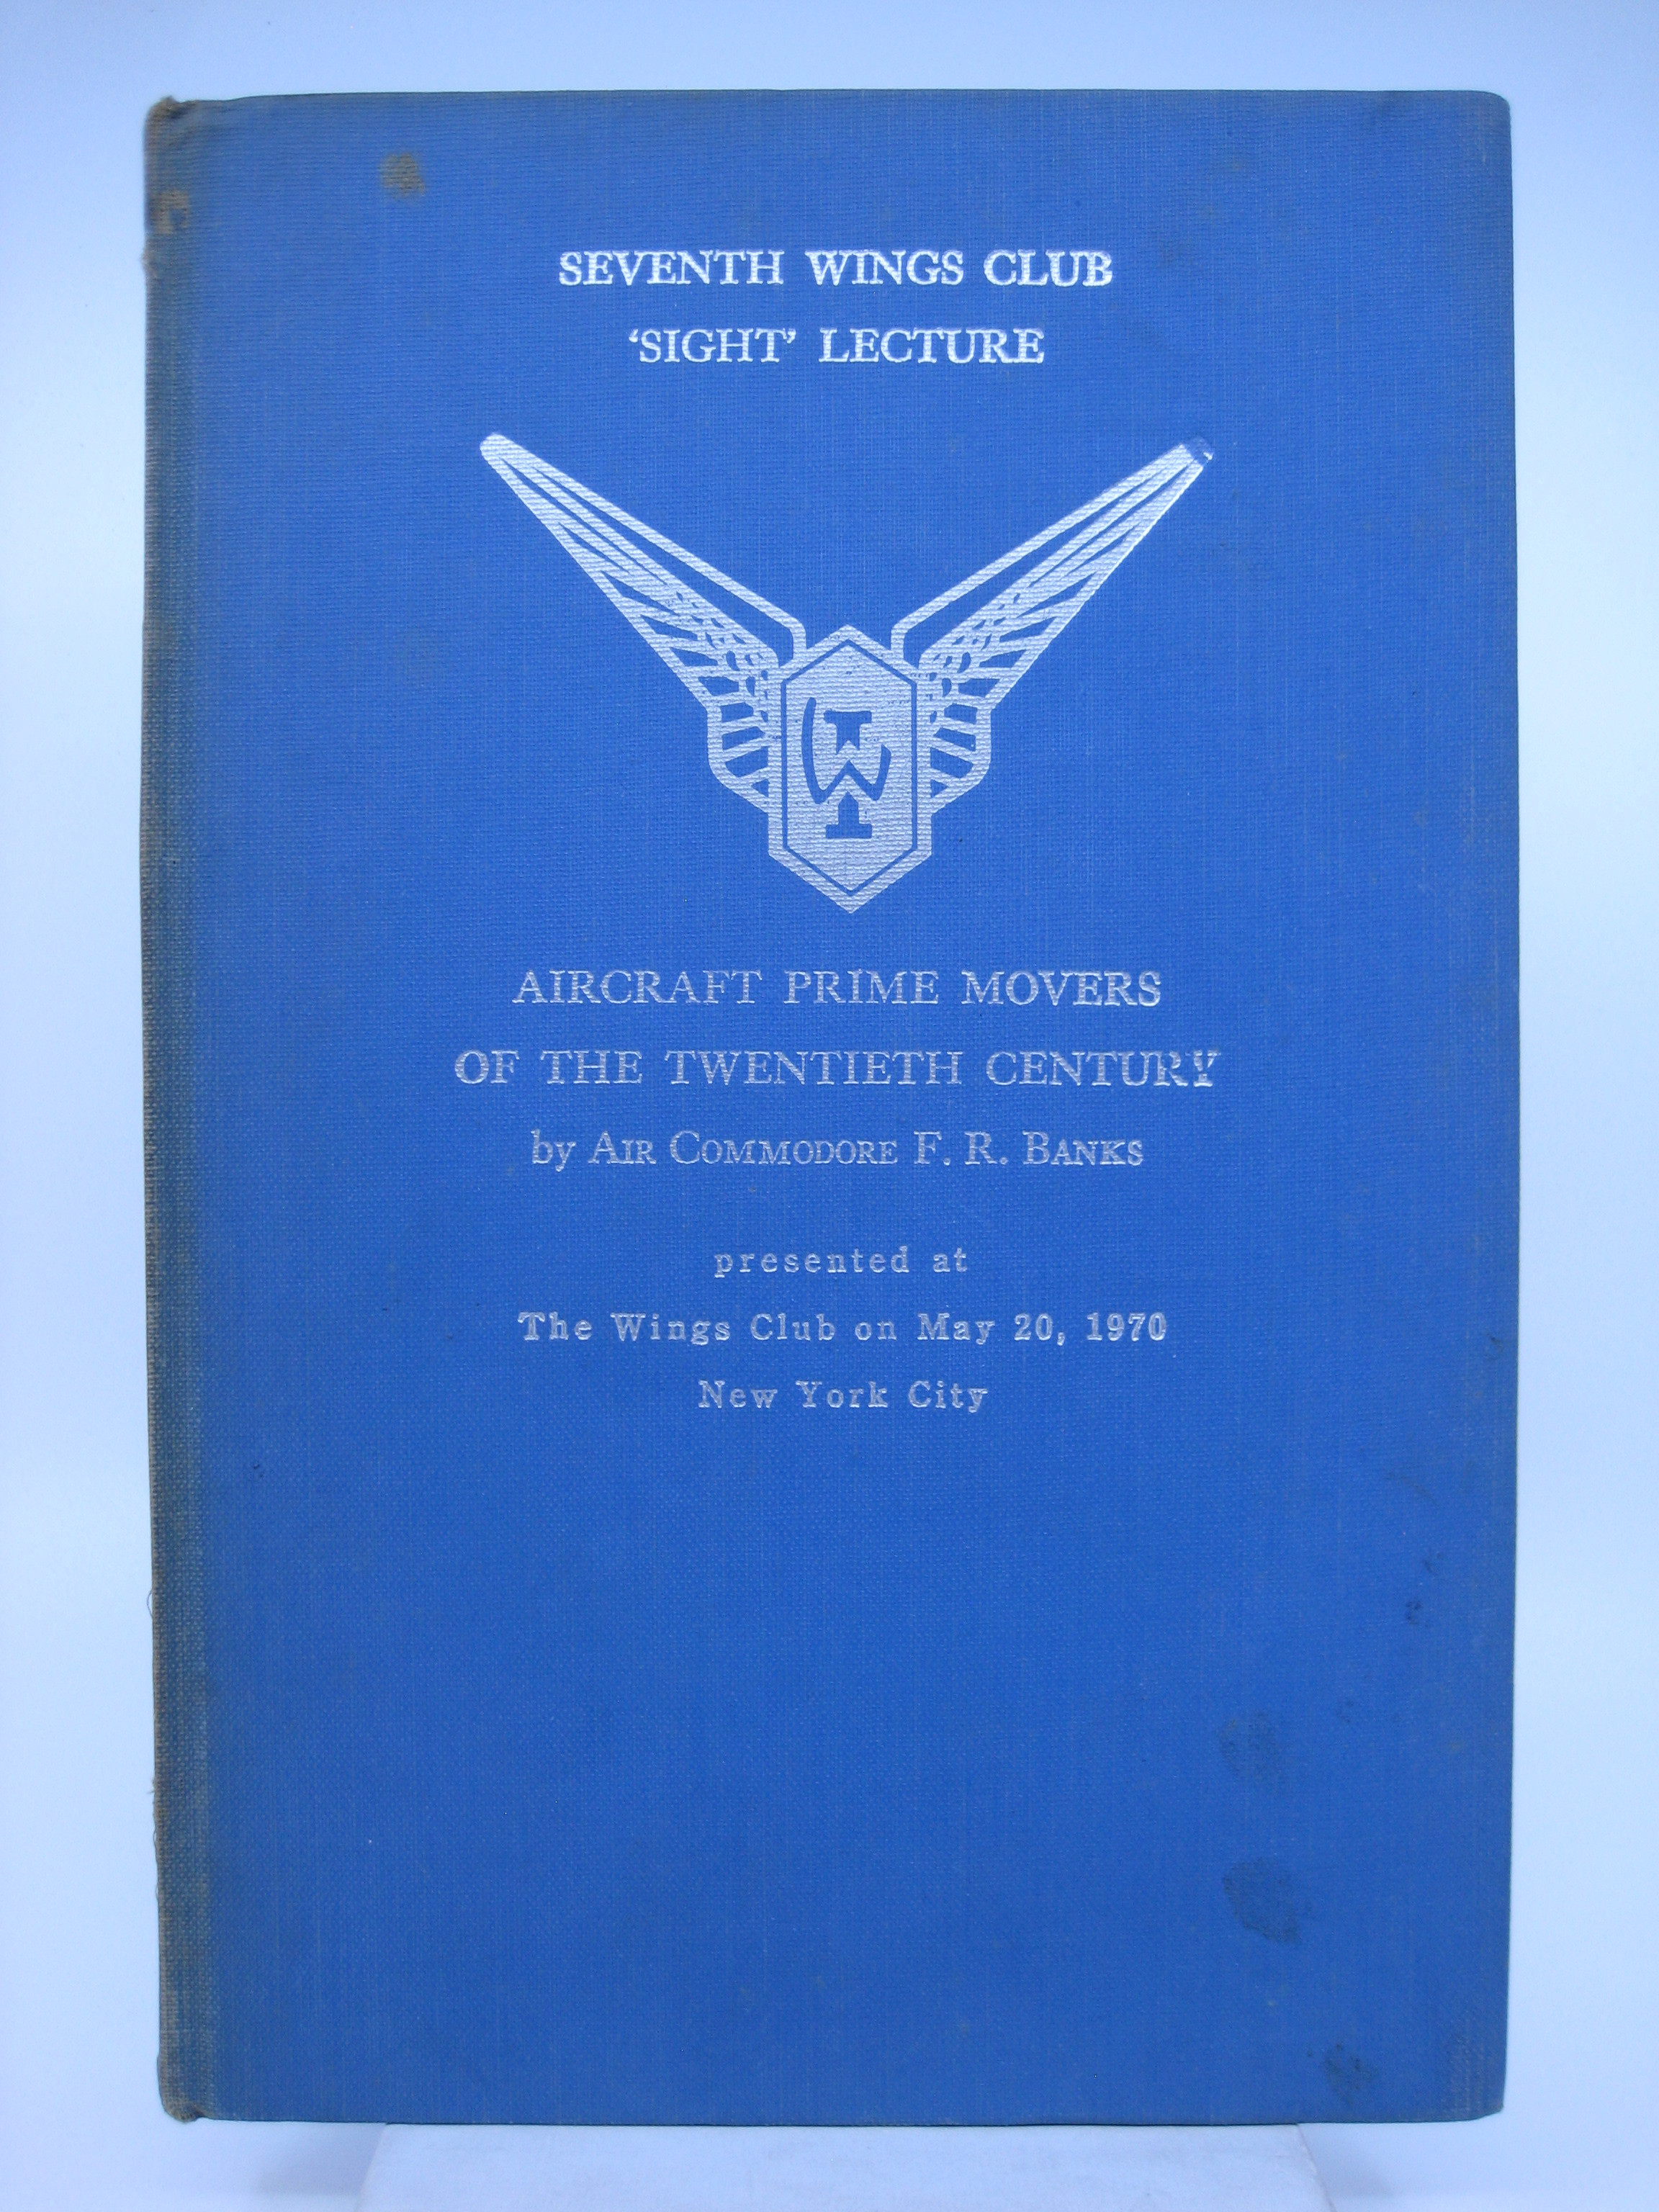 SEVENTH WINGS CLUB
‘SIGHT’ LECTURE
W
AIRCRAFT PRIME MOVERS
OF THE TWENTIETH CENTURY
by AIR COMMODORE F. R. BANKS
presented at
The Wings Club on May 20, 1970
New York City